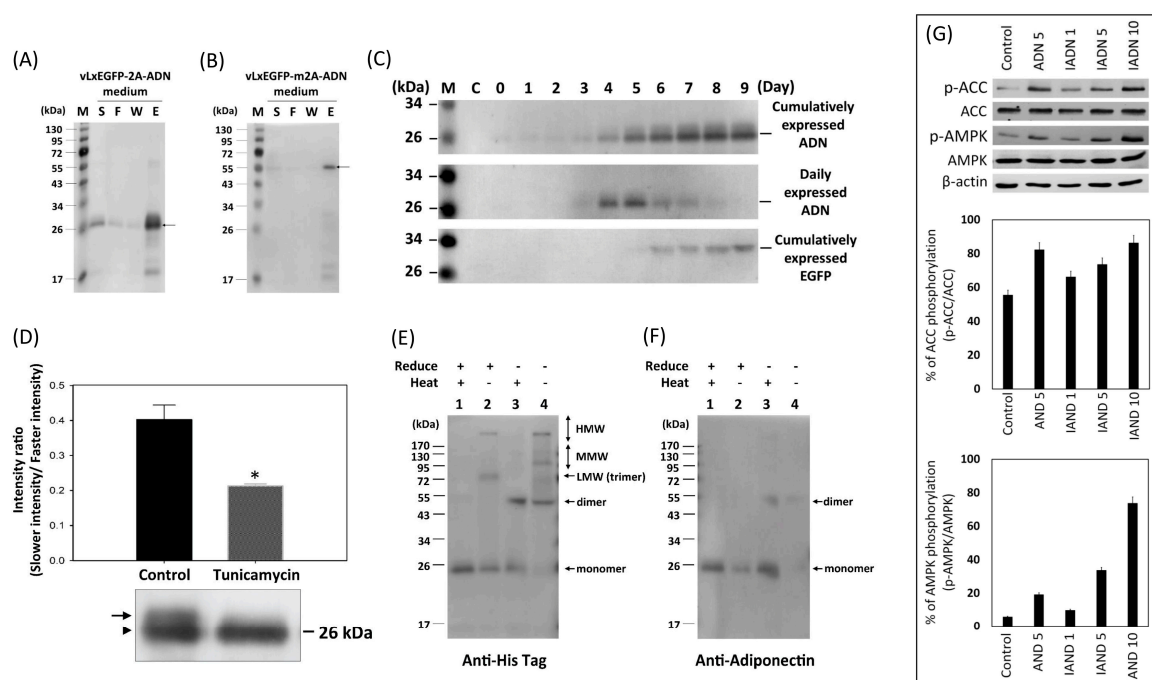 (A)
vLxEGFP-2A-ADN
medium
(kDa) M S F W E
130
95
72
55
43
34
26
17
(B)
vLxEGFP-m2A-ADN
medium
(kDa) M S F W E
130
95
72
55
43
34
26
17
(C)
(kDa) M C 0 1 2 3 4 5 6 7 8 9 (Day)
34
26
Cumulatively
expressed
ADN
34
26
Daily
expressed
ADN
34
26
Cumulatively
expressed
EGFP
(D)
Intensity ratio
(Slower intensity/ Faster intensity)
0.5
0.4
0.3
0.2
0.1
0.0
*
Control Tunicamycin
26 kDa
(E)
Reduce + + - -
Heat + - + -
(kDa) 1 2 3 4
170
130
95
72
55
43
34
26
17
HMW
MMW
LMW (trimer)
dimer
monomer
Anti-His Tag
(F)
Reduce + + - -
Heat + - + -
(kDa) 1 2 3 4
170
130
95
72
55
43
34
26
17
dimer
monomer
Anti-Adiponectin
(G)
Control ADN 5 IADN 1 IADN 5 IADN 10
p-ACC
ACC
p-AMPK
AMPK
β-actin
% of ACC phosphorylation
(p-ACC/ACC)
100
80
60
40
20
0
Control AND 5 IAND 1 IAND 5 IAND 10
% of AMPK phosphorylation
(p-AMPK/AMPK)
100
80
60
40
20
0
Control AND 5 IAND 1 IAND 5 AND 10